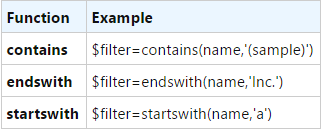 Function Example
contains $filter=contains(name,'(sample)')
endswith $filter=endswith(name,'Inc.')
startswith $filter=startswith(name,'a')